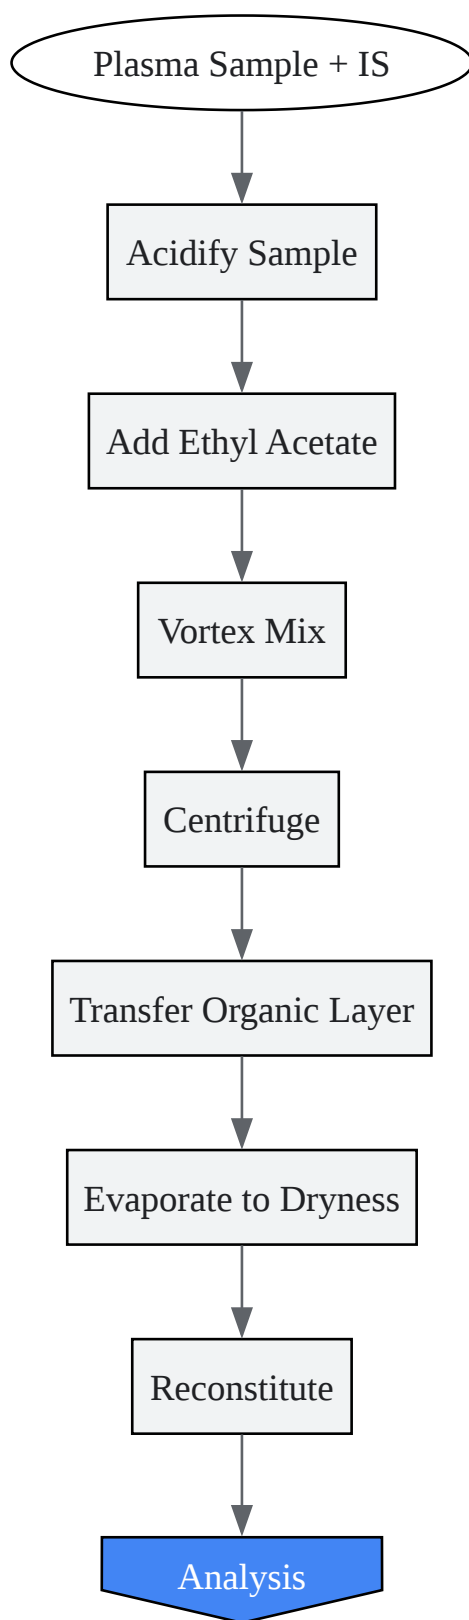 Plasma Sample + IS
Acidify Sample
Add Ethyl Acetate
Vortex Mix
Centrifuge
Transfer Organic Layer
Evaporate to Dryness
Reconstitute
Analysis